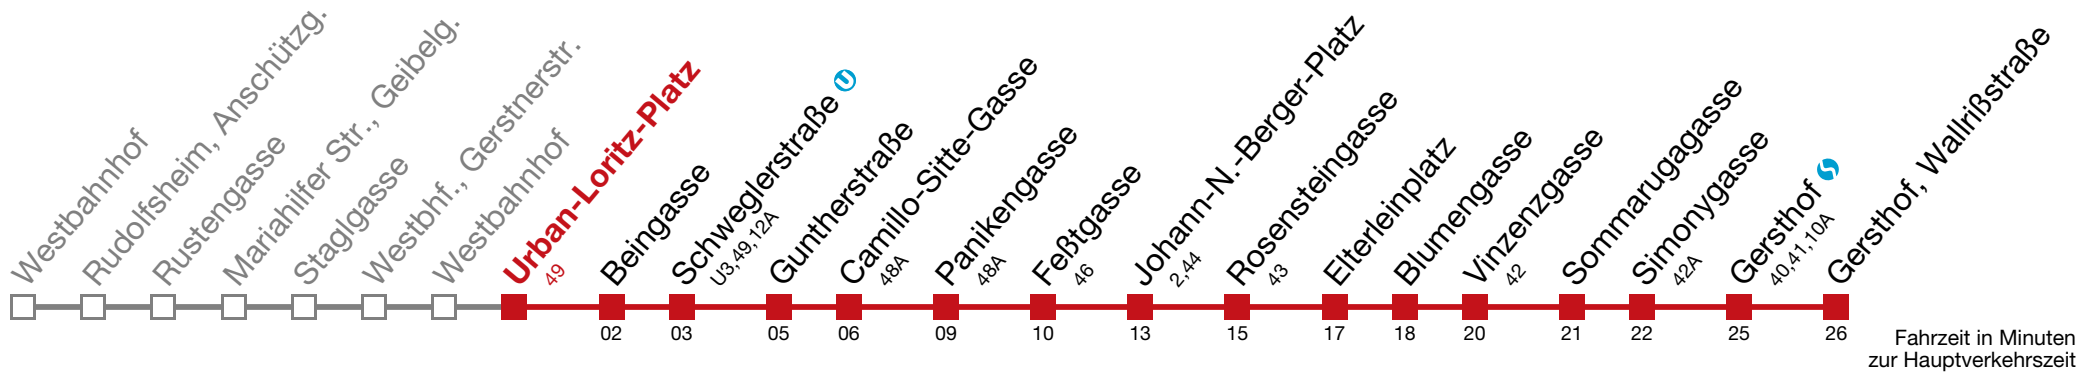 Westbahnhof
Rudolfsheim, Anschützg.
Rustengasse
Mariahilfer Str., Geibelg.
Staglgasse
Westbhf., Gerstnerstr.
Westbahnhof
Urban-Loritz-Platz
49
Beingasse
02
Schweglerstraße U
U3,49,12A
03
Guntherstraße
05
Camillo-Sitte-Gasse
48A
06
Panikengasse
48A
09
Feßtgasse
46
10
Johann-N.-Berger-Platz
2,44
13
Rosensteingasse
43
15
Elterleinplatz
17
Blumengasse
18
Vinzenzgasse
42
20
Sommarugagasse
21
Simonygasse
42A
22
Gersthof
40,41,10A
25
Gersthof, Wallrißstraße
26
Fahrzeit in Minuten
zur Hauptverkehrszeit